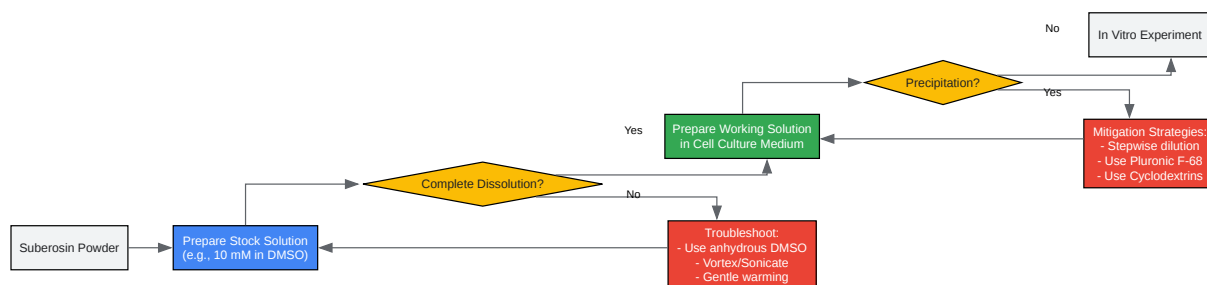 Suberosin Powder
Prepare Stock Solution
(e.g., 10 mM in DMSO)
Complete Dissolution?
Yes
No
Troubleshoot:
- Use anhydrous DMSO
- Vortex/Sonicate
- Gentle warming
Prepare Working Solution
in Cell Culture Medium
Precipitation?
No
Yes
In Vitro Experiment
Mitigation Strategies:
- Stepwise dilution
- Use Pluronic F-68
- Use Cyclodextrins